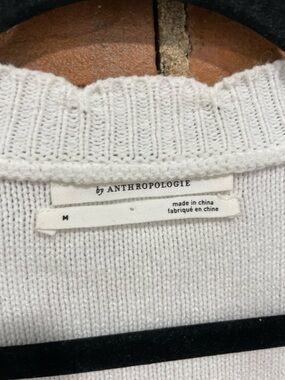 by ANTHROPOLOGIE
M
made in china
fabriqué en chine